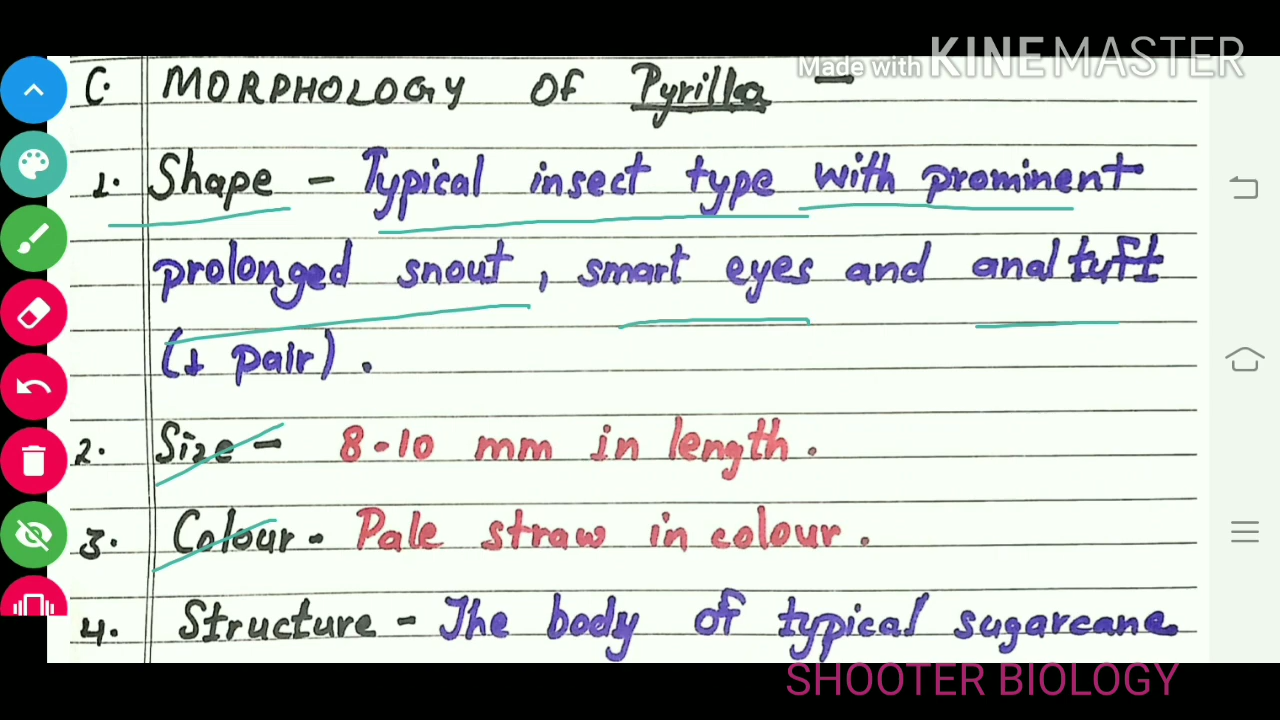 Made with KINEMASTER
C. MORPHOLOGY OF Pyrilla –
1. Shape – Typical insect type with prominent
prolonged snout, smart eyes and anal tuft
(1 pair).
2. Size – 8-10 mm in length.
3. Colour - Pale straw in colour.
4. Structure – The body of typical sugarcane
SHOOTER BIOLOGY